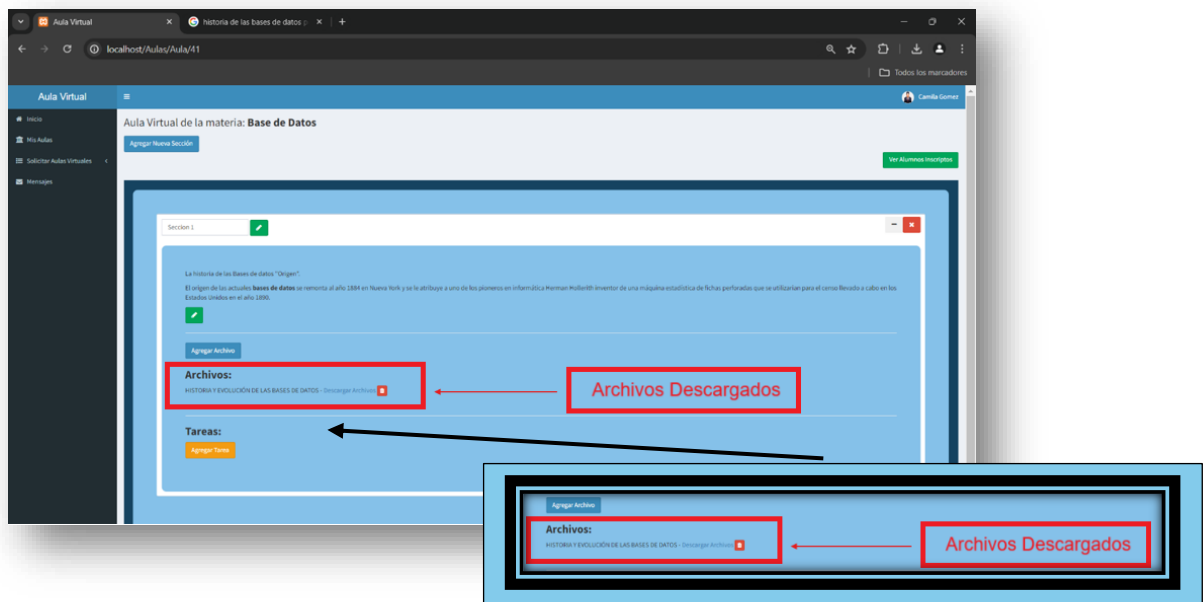 Aula Virtual
historia de las bases de datos p
localhost/Aulas/Aula/41
Todos los marcadores
Aula Virtual
Camila Gomez
Inicio
Mis Aulas
Solicitar Aulas Virtuales
Mensajes
Aula Virtual de la materia: Base de Datos
Agregar Nueva Sección
Ver Alumnos Inscriptos
Seccion 1
La historia de las Bases de datos "Origen".
El origen de las actuales bases de datos se remonta al año 1884 en Nueva York y se le atribuye a uno de los pioneros en informática Herman Hollerith inventor de una máquina estadística de fichas perforadas que se utilizarían para el censo llevado a cabo en los
Estados Unidos en el año 1890.
Agregar Archivo
Archivos:
HISTORIA Y EVOLUCIÓN DE LAS BASES DE DATOS - Descargar Archivos
Archivos Descargados
Tareas:
Agregar Tarea
Agregar Archivo
Archivos:
HISTORIA Y EVOLUCIÓN DE LAS BASES DE DATOS - Descargar Archivos
Archivos Descargados